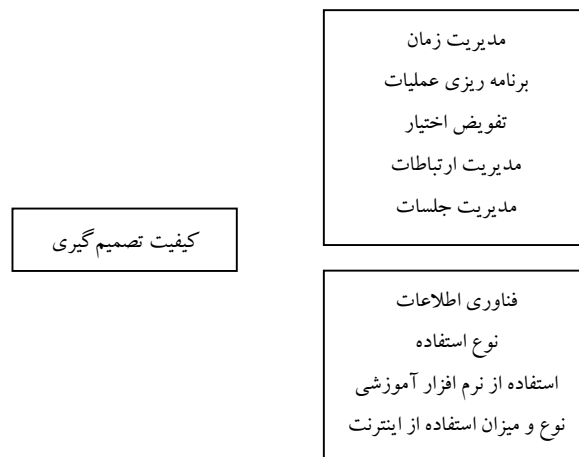 مدیریت زمان
برنامه ریزی عملیات
تفویض اختیار
مدیریت ارتباطات
مدیریت جلسات
کیفیت تصمیم گیری
فناوری اطلاعات
نوع استفاده
استفاده از نرم افزار آموزشی
نوع و میزان استفاده از اینترنت